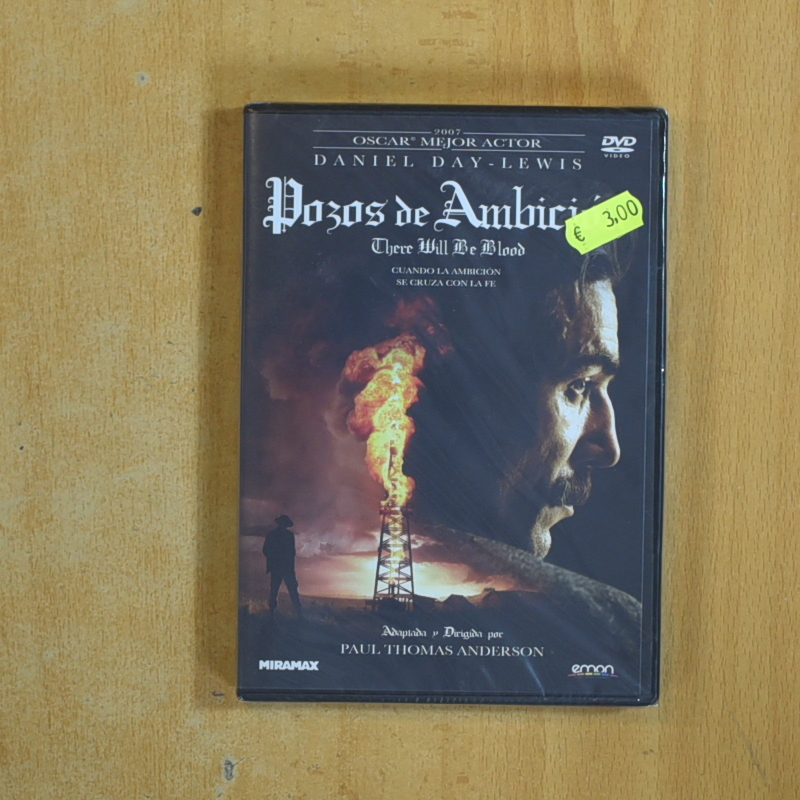 2007
OSCAR® MEJOR ACTOR
DVD
VIDEO
DANIEL DAY-LEWIS
Pozos de Ambici
€ 3,00
There Will Be Blood
CUANDO LA AMBICIÓN
SE CRUZA CON LA FE
Adaptada y Dirigida por
PAUL THOMAS ANDERSON
MIRAMAX
emon